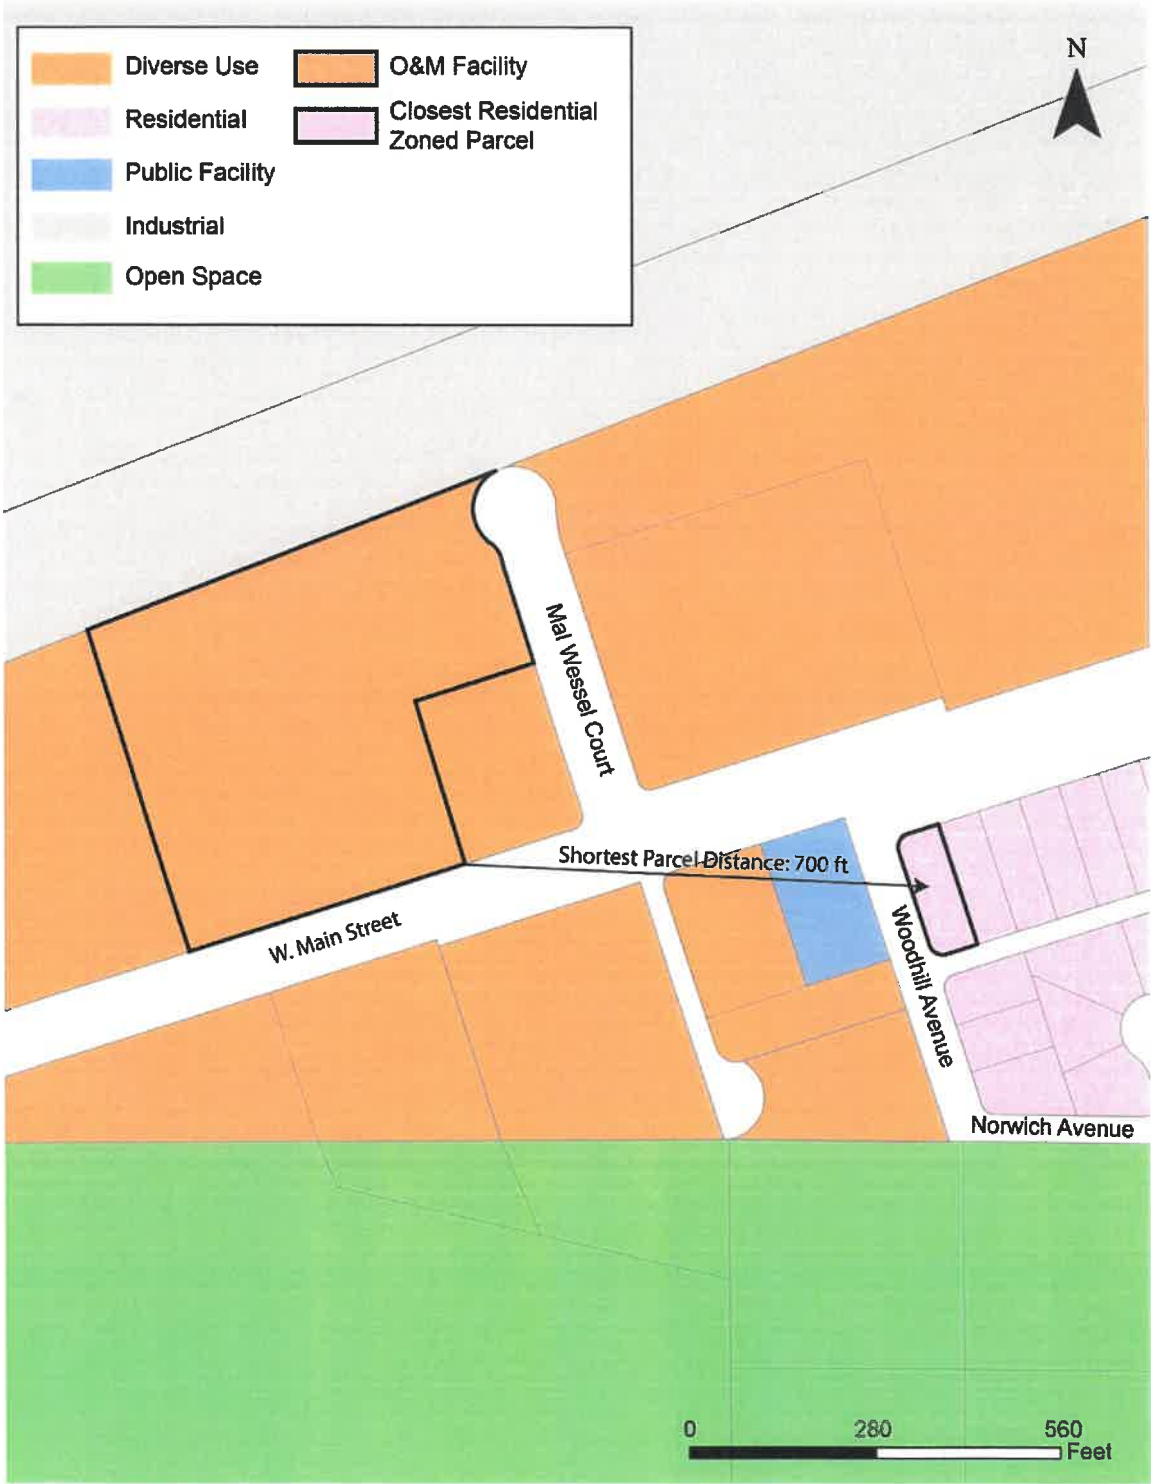 Diverse Use
Residential
Public Facility
Industrial
Open Space
O&M Facility
Closest Residential
Zoned Parcel
N
Mal Wessel Court
Shortest Parcel Distance: 700 ft
W. Main Street
Woodhill Avenue
Norwich Avenue
0 280 560
Feet